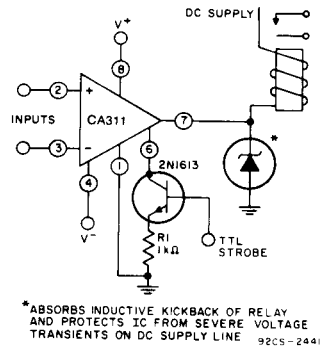 DC SUPPLY
V+
8
2
+
INPUTS
CA311
7
3
-
1
6
4
V-
2N1613
*
R1
1kΩ
TTL
STROBE
*ABSORBS INDUCTIVE KICKBACK OF RELAY
AND PROTECTS IC FROM SEVERE VOLTAGE
TRANSIENTS ON DC SUPPLY LINE
92CS-2441